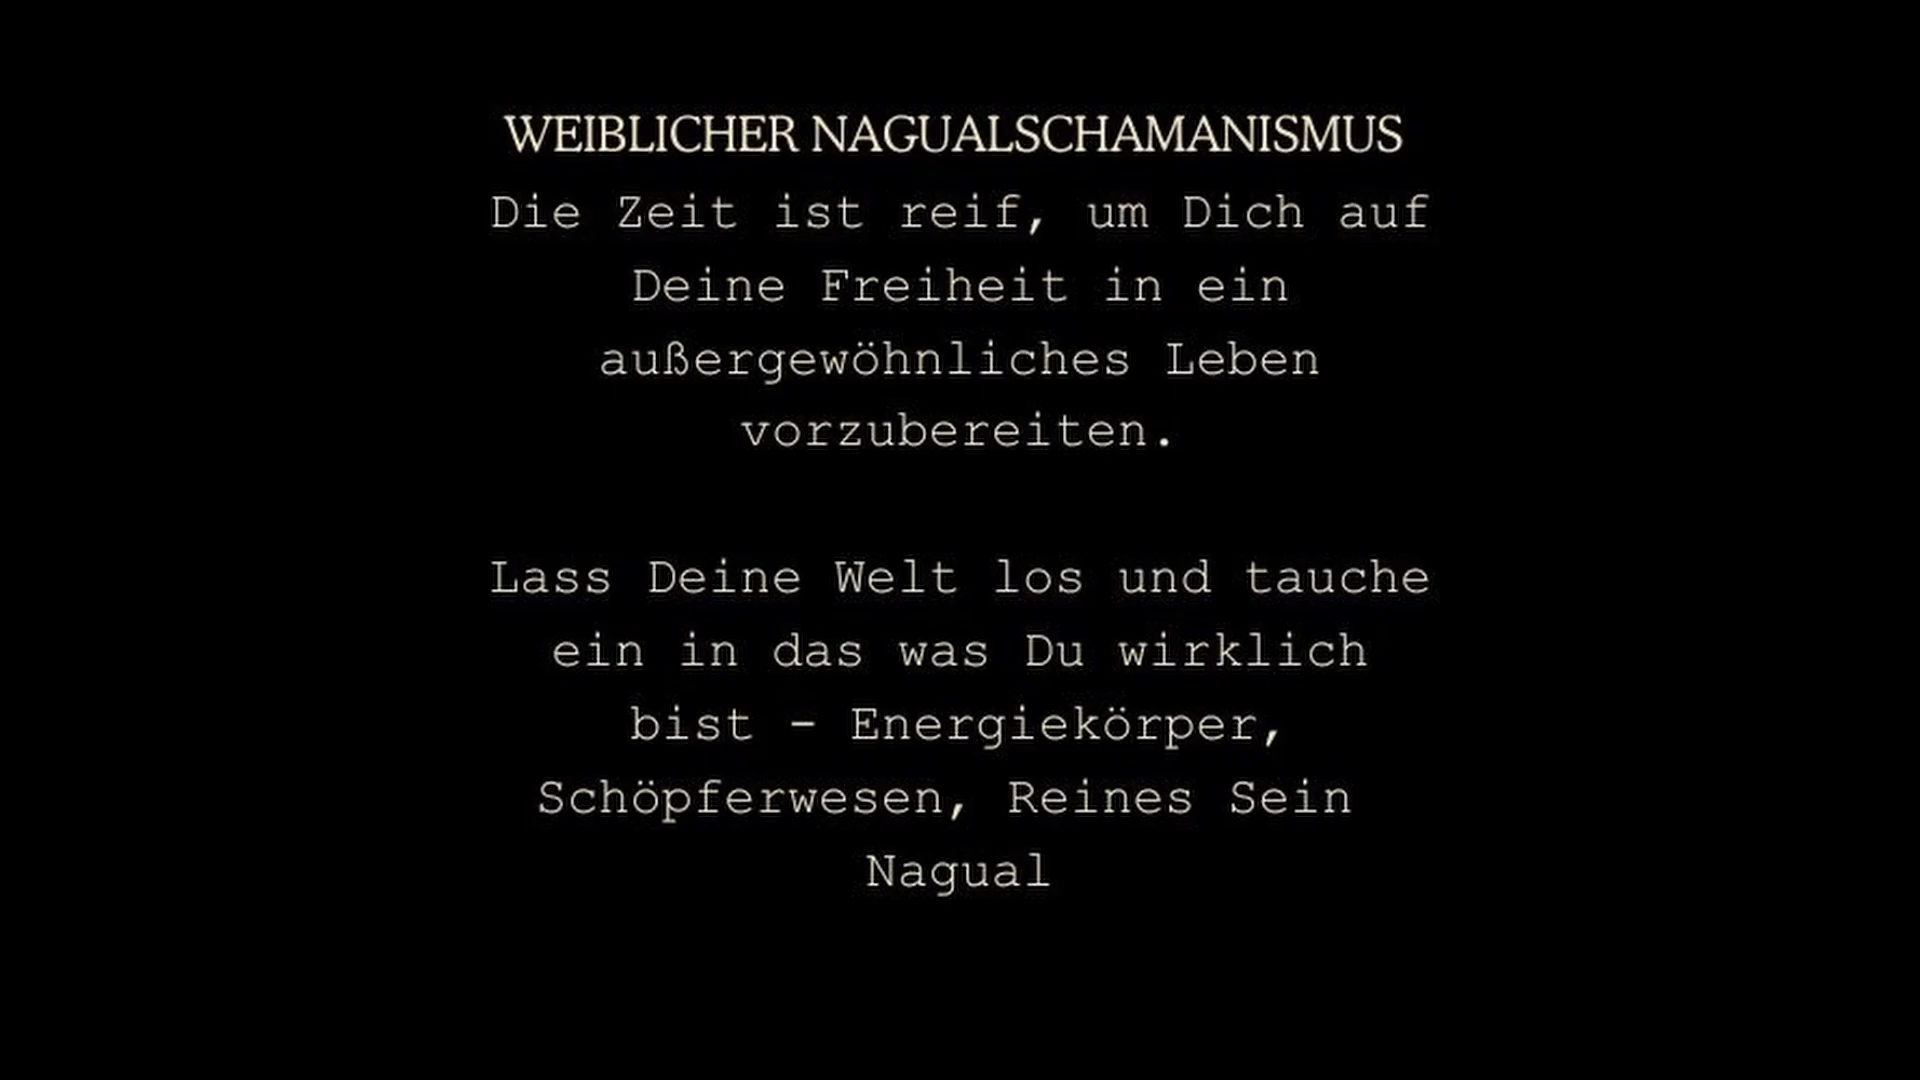 WEIBLICHER NAGUALSCHAMANISMUS
Die Zeit ist reif, um Dich auf
Deine Freiheit in ein
außergewöhnliches Leben
vorzubereiten.
Lass Deine Welt los und tauche
ein in das was Du wirklich
bist - Energiekörper,
Schöpferwesen, Reines Sein
Nagual